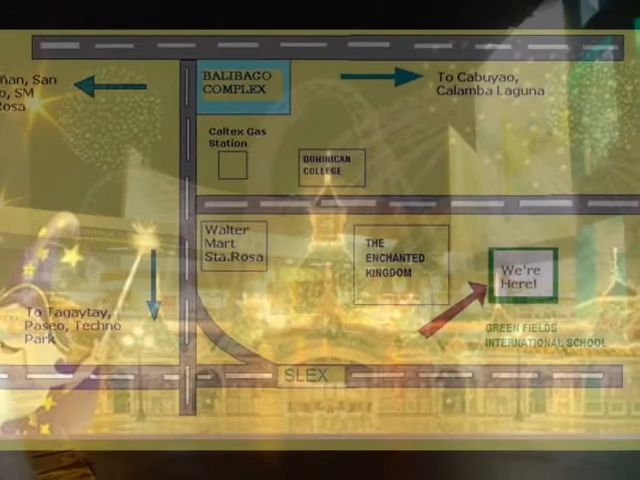 BALIBAGO
COMPLEX
To Cabuyao,
Calamba Laguna
ñan, San
o, SM
Rosa
Caltex Gas
Station
DOMINICAN
COLLEGE
Walter
Mart
Sta.Rosa
THE
ENCHANTED
KINGDOM
We're
Here!
To Tagaytay,
Paseo, Techno
Park
GREEN FIELDS
INTERNATIONAL SCHOOL
SLEX